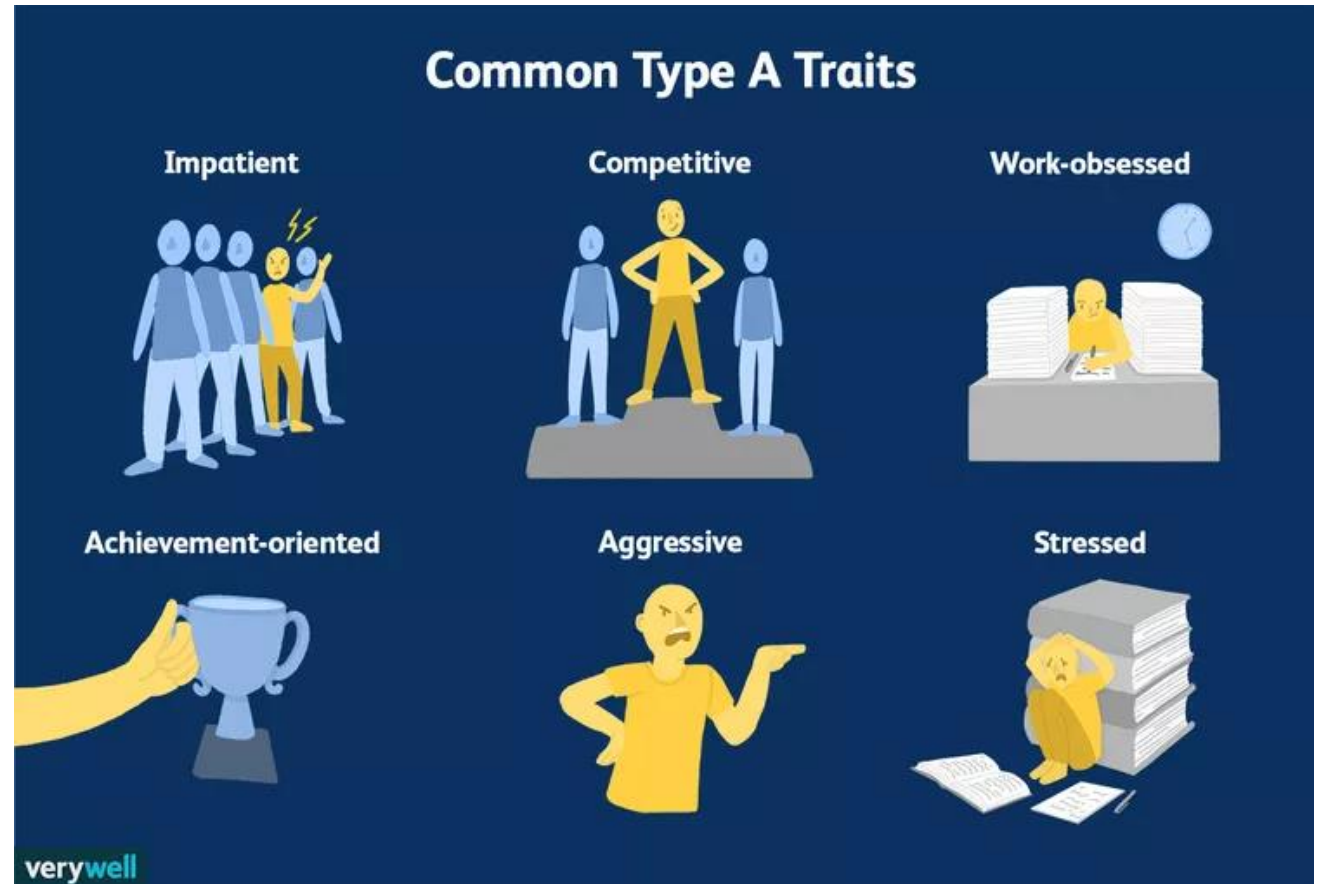 Common Type A Traits
Impatient
Competitive
Work-obsessed
Achievement-oriented
Aggressive
Stressed
verywell